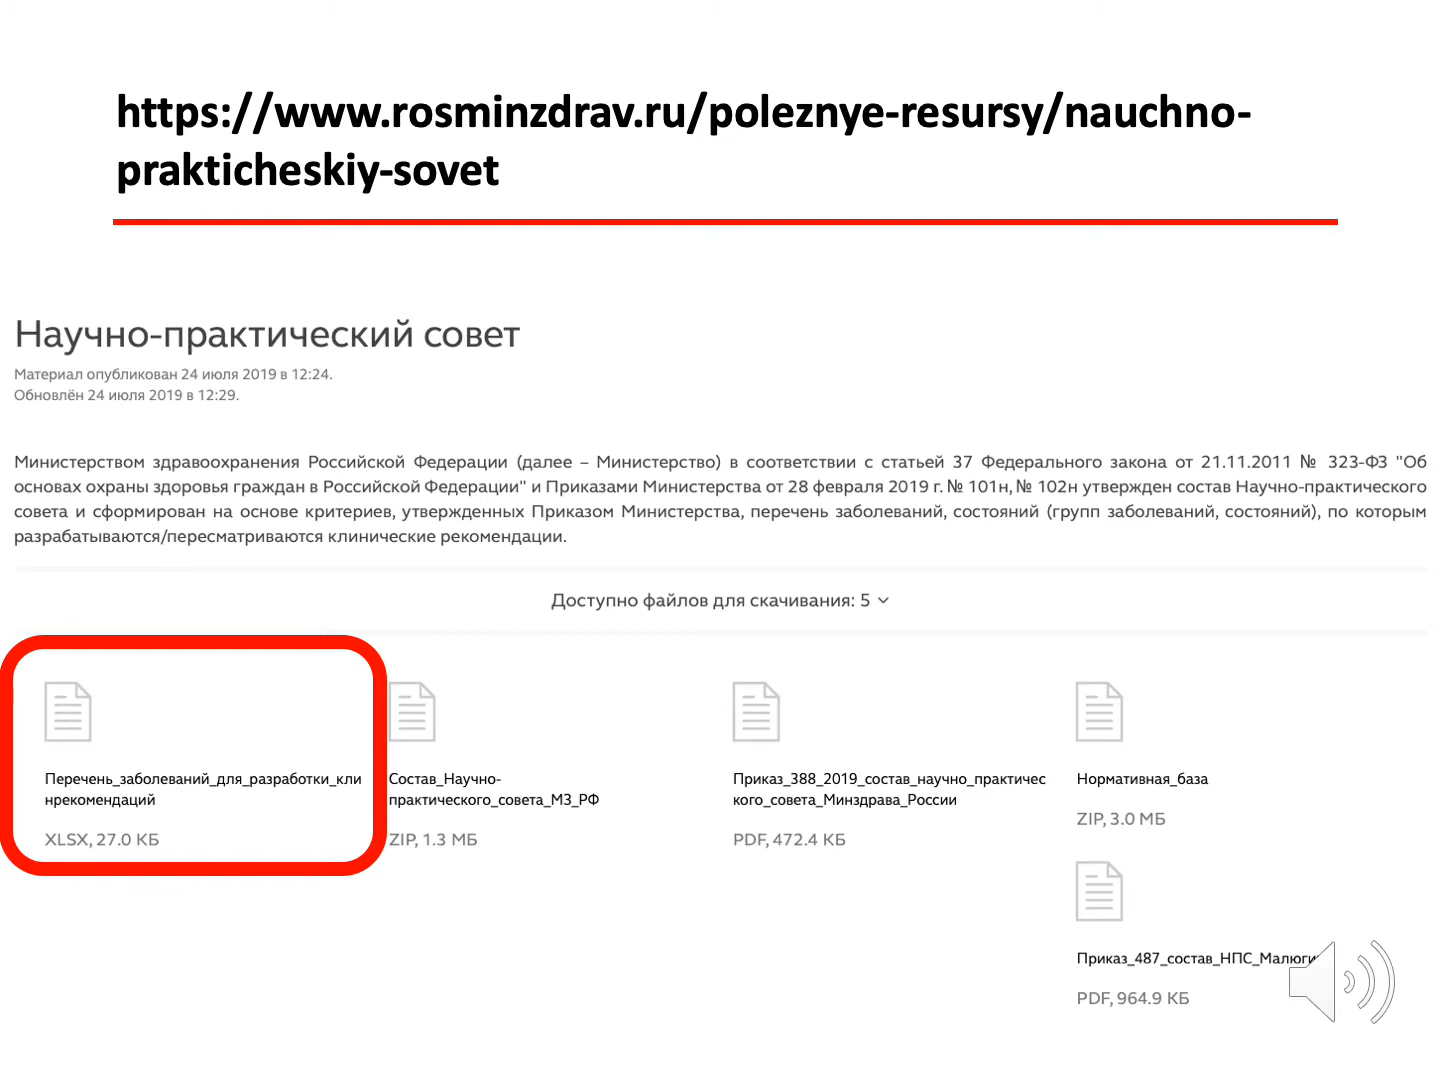 https://www.rosminzdrav.ru/poleznye-resursy/nauchno-
prakticheskiy-sovet
Научно-практический совет
Материал опубликован 24 июля 2019 в 12:24.
Обновлён 24 июля 2019 в 12:29.
Министерством здравоохранения Российской Федерации (далее – Министерство) в соответствии с статьей 37 Федерального закона от 21.11.2011 № 323-ФЗ "Об
основах охраны здоровья граждан в Российской Федерации" и Приказами Министерства от 28 февраля 2019 г. № 101н, № 102н утвержден состав Научно-практического
совета и сформирован на основе критериев, утвержденных Приказом Министерства, перечень заболеваний, состояний (групп заболеваний, состояний), по которым
разрабатываются/пересматриваются клинические рекомендации.
Доступно файлов для скачивания: 5
Перечень_заболеваний_для_разработки_кли
нрекомендаций
XLSX, 27.0 КБ
Состав_Научно-
практического_совета_МЗ_РФ
ZIP, 1.3 МБ
Приказ_388_2019_состав_научно_практичес
кого_совета_Минздрава_России
PDF, 472.4 КБ
Нормативная_база
ZIP, 3.0 МБ
Приказ_487_состав_НПС_Малюги
PDF, 964.9 КБ